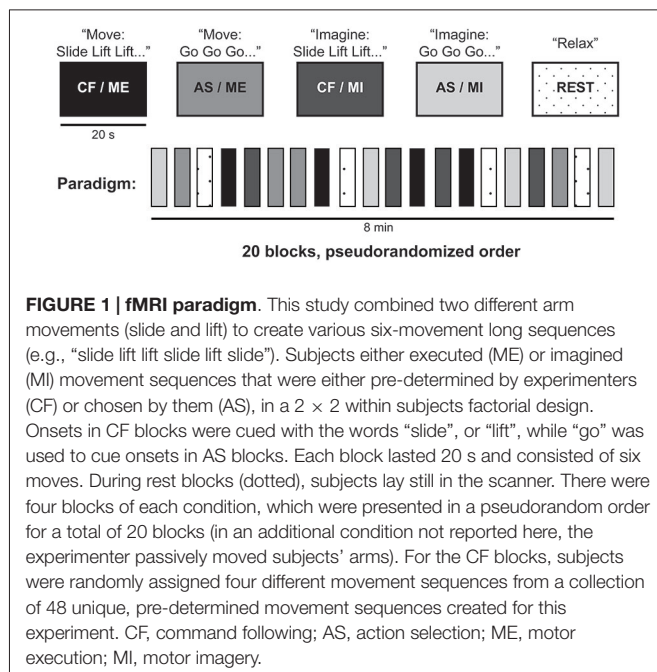 “Move: Slide Lift Lift...”
“Move: Go Go Go...”
“Imagine: Slide Lift Lift...”
“Imagine: Go Go Go...”
“Relax”
CF / ME
AS / ME
CF / MI
AS / MI
REST
20 s
Paradigm:
8 min
20 blocks, pseudorandomized order
FIGURE 1 | fMRI paradigm. This study combined two different arm
movements (slide and lift) to create various six-movement long sequences
(e.g., “slide lift lift slide lift slide”). Subjects either executed (ME) or imagined
(MI) movement sequences that were either pre-determined by experimenters
(CF) or chosen by them (AS), in a 2 × 2 within subjects factorial design.
Onsets in CF blocks were cued with the words “slide”, or “lift”, while “go” was
used to cue onsets in AS blocks. Each block lasted 20 s and consisted of six
moves. During rest blocks (dotted), subjects lay still in the scanner. There were
four blocks of each condition, which were presented in a pseudorandom order
for a total of 20 blocks (in an additional condition not reported here, the
experimenter passively moved subjects’ arms). For the CF blocks, subjects
were randomly assigned four different movement sequences from a collection
of 48 unique, pre-determined movement sequences created for this
experiment. CF, command following; AS, action selection; ME, motor
execution; MI, motor imagery.